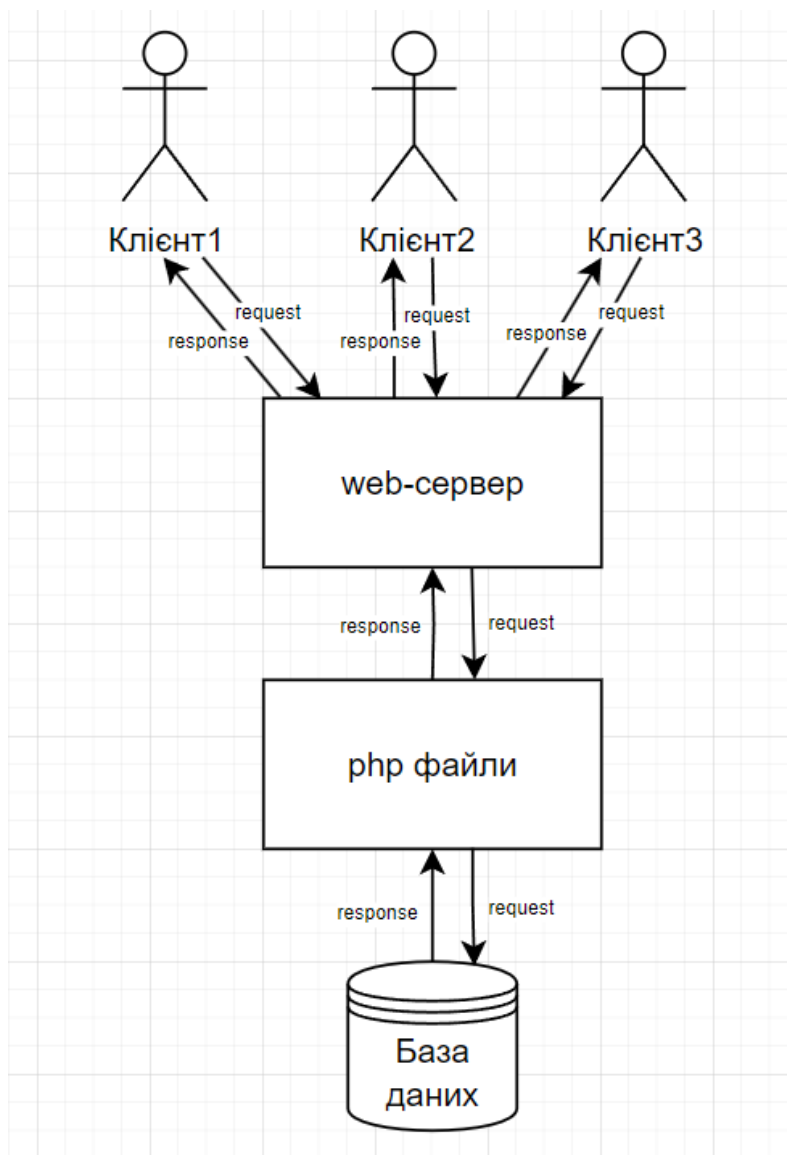 Клієнт1
Клієнт2
Клієнт3
request
response
request
response
request
response
web-сервер
response
request
php файли
response
request
База
даних